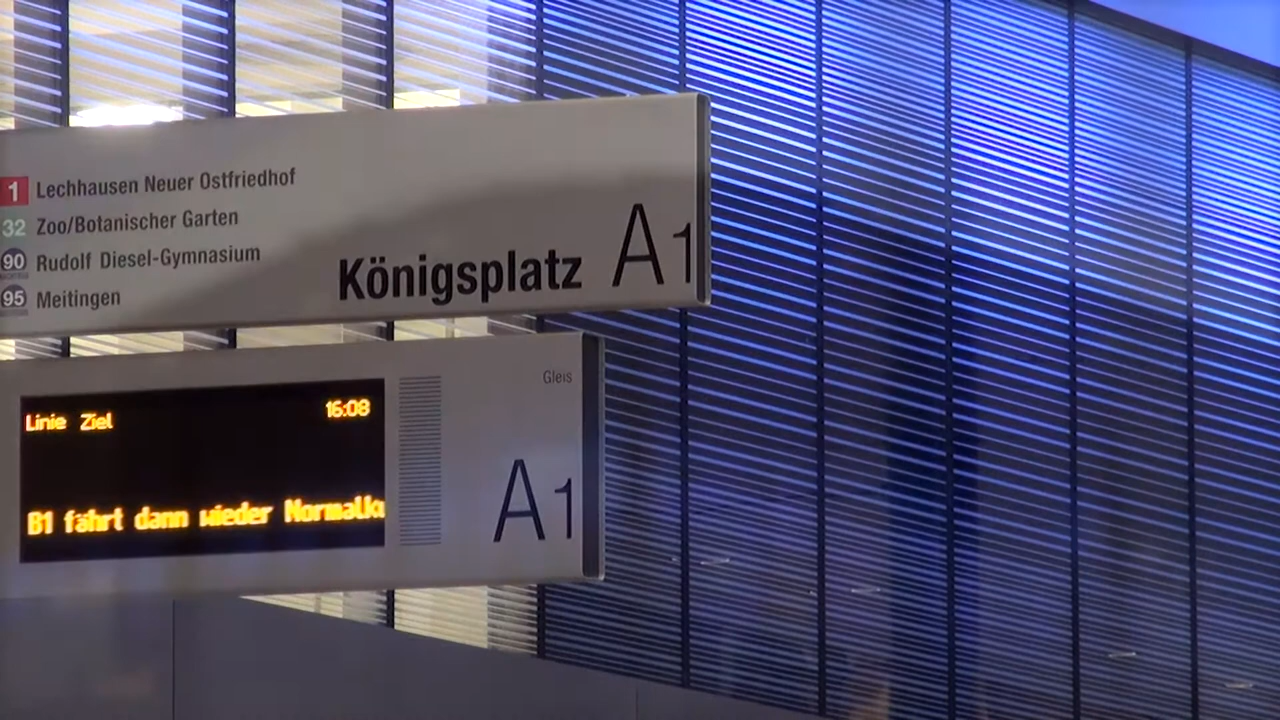 1 Lechhausen Neuer Ostfriedhof
32 Zoo/Botanischer Garten
90 Rudolf Diesel-Gymnasium
95 Meitingen
Königsplatz A1
Gleis
A1
Linie Ziel 16:08
B1 fährt dann wieder Normalku